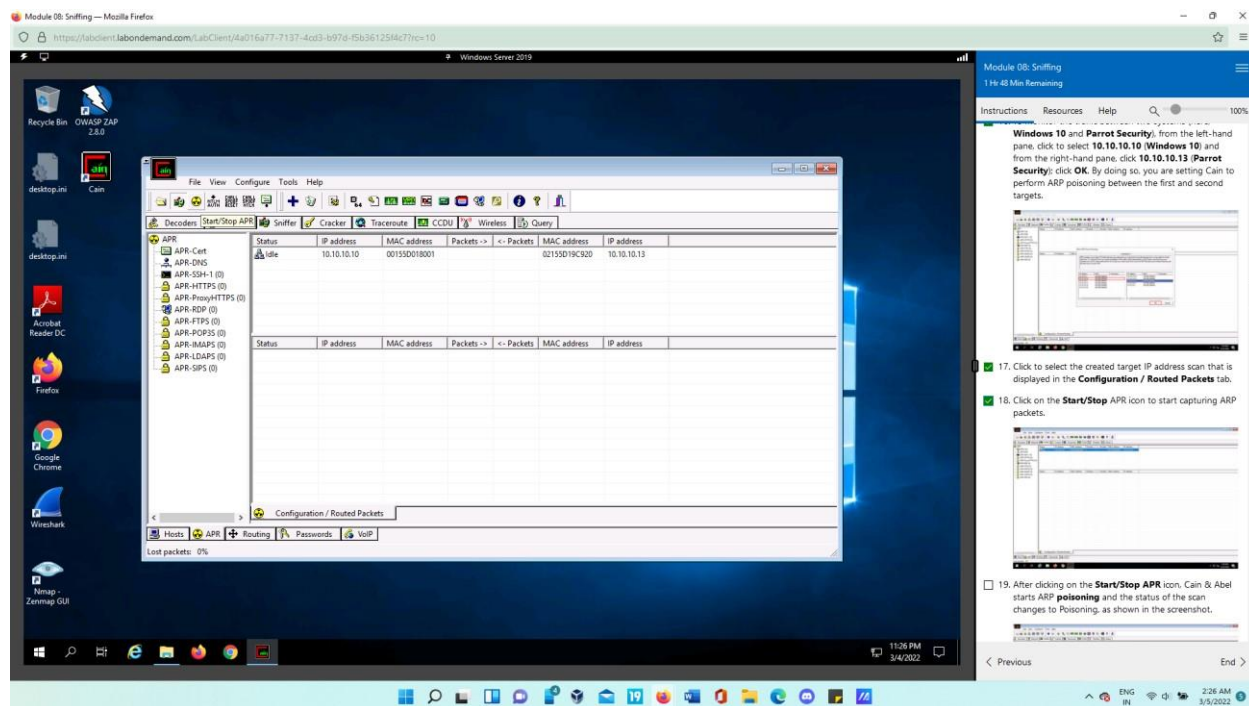 Module 08: Sniffing — Mozilla Firefox
https://labclient.labondemand.com/LabClient/4a016a77-7137-4cd3-b97d-f5b36125f4c7?rc=10
Windows Server 2019
Recycle Bin
OWASP ZAP
2.8.0
desktop.ini
Cain
desktop.ini
Acrobat
Reader DC
Firefox
Google
Chrome
Wireshark
Nmap -
Zenmap GUI
File View Configure Tools Help
Decoders Start/Stop APR Sniffer Cracker Traceroute CCDU Wireless Query
APR
APR-Cert
APR-DNS
APR-SSH-1 (0)
APR-HTTPS (0)
APR-ProxyHTTPS (0)
APR-RDP (0)
APR-FTPS (0)
APR-POP3S (0)
APR-IMAPS (0)
APR-LDAPS (0)
APR-SIPS (0)
Status IP address MAC address Packets -> <- Packets MAC address IP address
Idle 10.10.10.10 00155D018001 02155D19C920 10.10.10.13
Status IP address MAC address Packets -> <- Packets MAC address IP address
Configuration / Routed Packets
Hosts APR Routing Passwords VoIP
Lost packets: 0%
11:26 PM
3/4/2022
Module 08: Sniffing
1 Hr 48 Min Remaining
Instructions Resources Help 100%
Windows 10 and Parrot Security), from the left-hand
pane, click to select 10.10.10.10 (Windows 10) and
from the right-hand pane, click 10.10.10.13 (Parrot
Security); click OK. By doing so, you are setting Cain to
perform ARP poisoning between the first and second
targets.
17. Click to select the created target IP address scan that is
displayed in the Configuration / Routed Packets tab.
18. Click on the Start/Stop APR icon to start capturing ARP
packets.
19. After clicking on the Start/Stop APR icon, Cain & Abel
starts ARP poisoning and the status of the scan
changes to Poisoning, as shown in the screenshot.
< Previous End >
ENG
IN
2:26 AM
3/5/2022